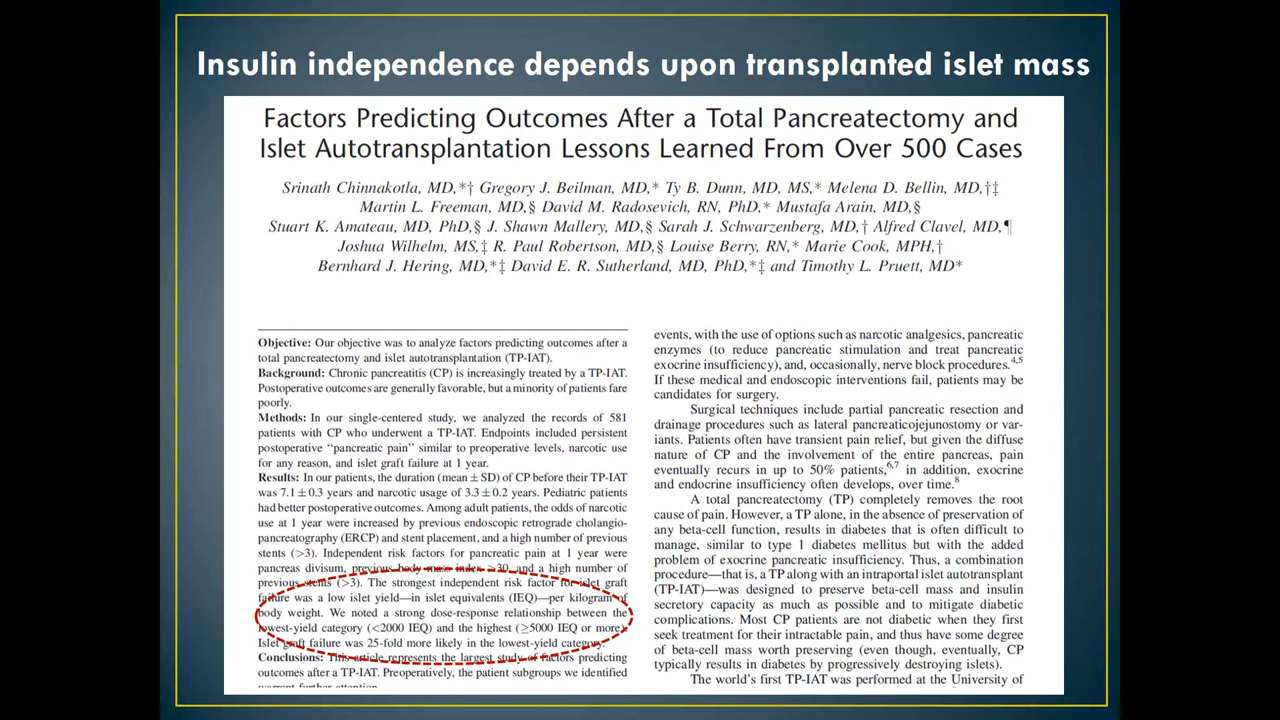 Insulin independence depends upon transplanted islet mass
Factors Predicting Outcomes After a Total Pancreatectomy and
Islet Autotransplantation Lessons Learned From Over 500 Cases
Srinath Chinnakotla, MD,*† Gregory J. Beilman, MD,* Ty B. Dunn, MD, MS,* Melena D. Bellin, MD,†‡
Martin L. Freeman, MD,§ David M. Radosevich, RN, PhD,* Mustafa Arain, MD,§
Stuart K. Amateau, MD, PhD,§ J. Shawn Mallery, MD,§ Sarah J. Schwarzenberg, MD,† Alfred Clavel, MD,¶
Joshua Wilhelm, MS,‡ R. Paul Robertson, MD,§ Louise Berry, RN,* Marie Cook, MPH,†
Bernhard J. Hering, MD,*‡ David E. R. Sutherland, MD, PhD,*‡ and Timothy L. Pruett, MD*
Objective: Our objective was to analyze factors predicting outcomes after a
total pancreatectomy and islet autotransplantation (TP-IAT).
Background: Chronic pancreatitis (CP) is increasingly treated by a TP-IAT.
Postoperative outcomes are generally favorable, but a minority of patients fare
poorly.
Methods: In our single-centered study, we analyzed the records of 581
patients with CP who underwent a TP-IAT. Endpoints included persistent
postoperative “pancreatic pain” similar to preoperative levels, narcotic use
for any reason, and islet graft failure at 1 year.
Results: In our patients, the duration (mean ± SD) of CP before their TP-IAT
was 7.1 ± 0.3 years and narcotic usage of 3.3 ± 0.2 years. Pediatric patients
had better postoperative outcomes. Among adult patients, the odds of narcotic
use at 1 year were increased by previous endoscopic retrograde cholangio-
pancreatography (ERCP) and stent placement, and a high number of previous
stents (>3). Independent risk factors for pancreatic pain at 1 year were
pancreas divisum, previous body mass index >30, and a high number of
previous stents (>3). The strongest independent risk factor for islet graft
failure was a low islet yield—in islet equivalents (IEQ)—per kilogram of
body weight. We noted a strong dose-response relationship between the
lowest-yield category (<2000 IEQ) and the highest (≥5000 IEQ or more).
Islet graft failure was 25-fold more likely in the lowest-yield category.
Conclusions: This article represents the largest study of factors predicting
outcomes after a TP-IAT. Preoperatively, the patient subgroups we identified
warrant further attention.
events, with the use of options such as narcotic analgesics, pancreatic
enzymes (to reduce pancreatic stimulation and treat pancreatic
exocrine insufficiency), and, occasionally, nerve block procedures.4,5
If these medical and endoscopic interventions fail, patients may be
candidates for surgery.
Surgical techniques include partial pancreatic resection and
drainage procedures such as lateral pancreaticojejunostomy or var-
iants. Patients often have transient pain relief, but given the diffuse
nature of CP and the involvement of the entire pancreas, pain
eventually recurs in up to 50% patients,6,7 in addition, exocrine
and endocrine insufficiency often develops, over time.8
A total pancreatectomy (TP) completely removes the root
cause of pain. However, a TP alone, in the absence of preservation of
any beta-cell function, results in diabetes that is often difficult to
manage, similar to type 1 diabetes mellitus but with the added
problem of exocrine pancreatic insufficiency. Thus, a combination
procedure—that is, a TP along with an intraportal islet autotransplant
(TP-IAT)—was designed to preserve beta-cell mass and insulin
secretory capacity as much as possible and to mitigate diabetic
complications. Most CP patients are not diabetic when they first
seek treatment for their intractable pain, and thus have some degree
of beta-cell mass worth preserving (even though, eventually, CP
typically results in diabetes by progressively destroying islets).
The world’s first TP-IAT was performed at the University of